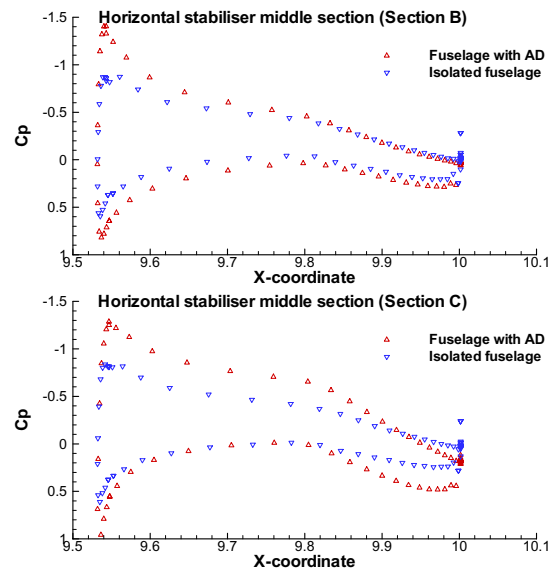 Horizontal stabiliser middle section (Section B)
-1.5
-1
-0.5
0
0.5
1
Cp
Fuselage with AD
Isolated fuselage
9.5 9.6 9.7 9.8 9.9 10 10.1
X-coordinate
Horizontal stabiliser middle section (Section C)
-1.5
-1
-0.5
0
0.5
1
Cp
Fuselage with AD
Isolated fuselage
9.5 9.6 9.7 9.8 9.9 10 10.1
X-coordinate